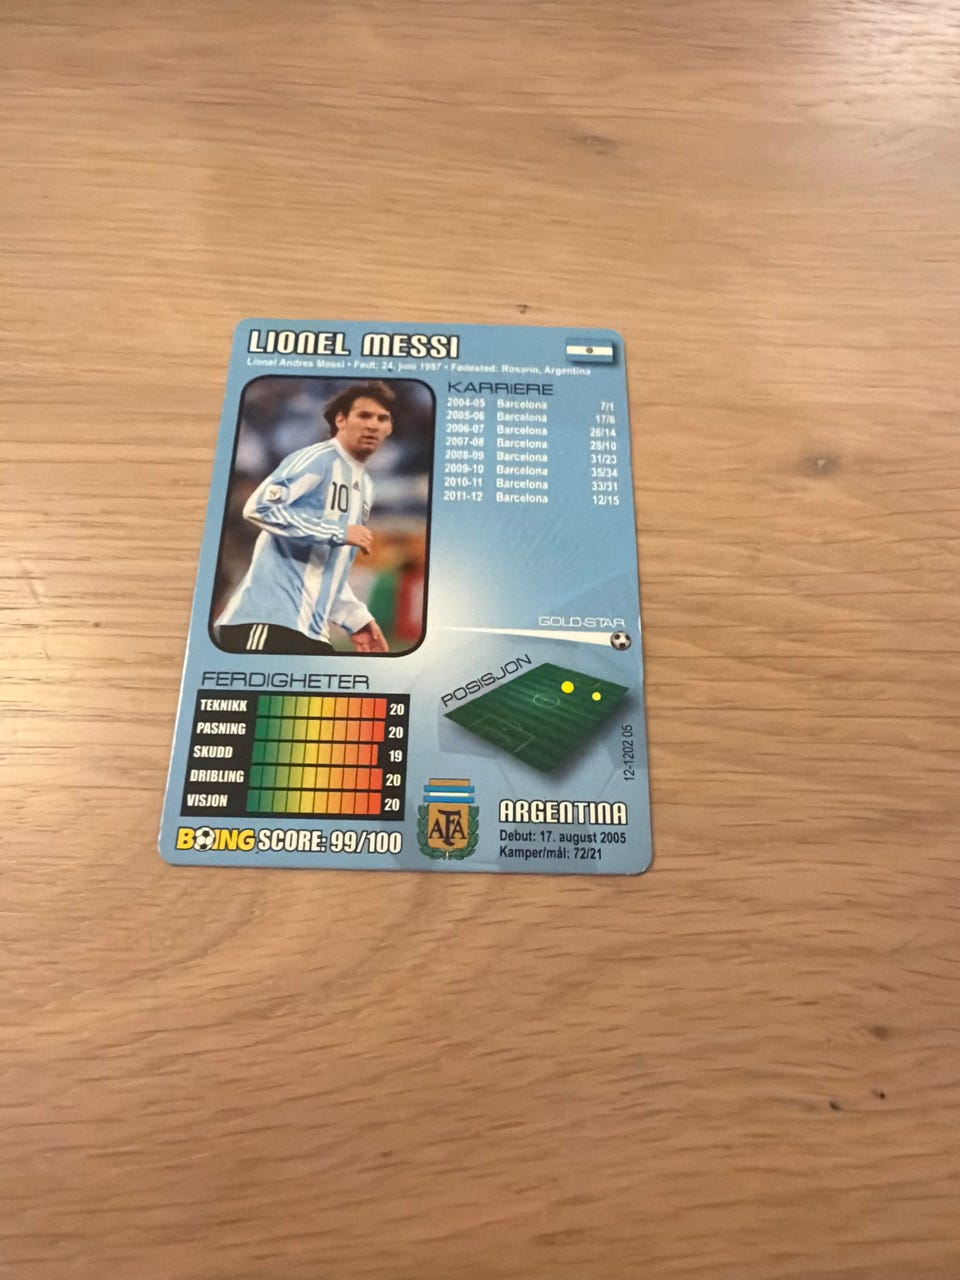 LIONEL MESSI
Lionel Andres Messi • Født: 24. juni 1987 • Fødested: Rosario, Argentina
KARRIERE
2004-05 Barcelona 7/1
2005-06 Barcelona 17/6
2006-07 Barcelona 26/14
2007-08 Barcelona 28/10
2008-09 Barcelona 31/23
2009-10 Barcelona 35/34
2010-11 Barcelona 33/31
2011-12 Barcelona 12/15
10
GOLD-STAR
FERDIGHETER
TEKNIKK 20
PASNING 20
SKUDD 19
DRIBLING 20
VISJON 20
BOING SCORE: 99/100
POSISJON
12-1202 05
AFA
ARGENTINA
Debut: 17. august 2005
Kamper/mål: 72/21